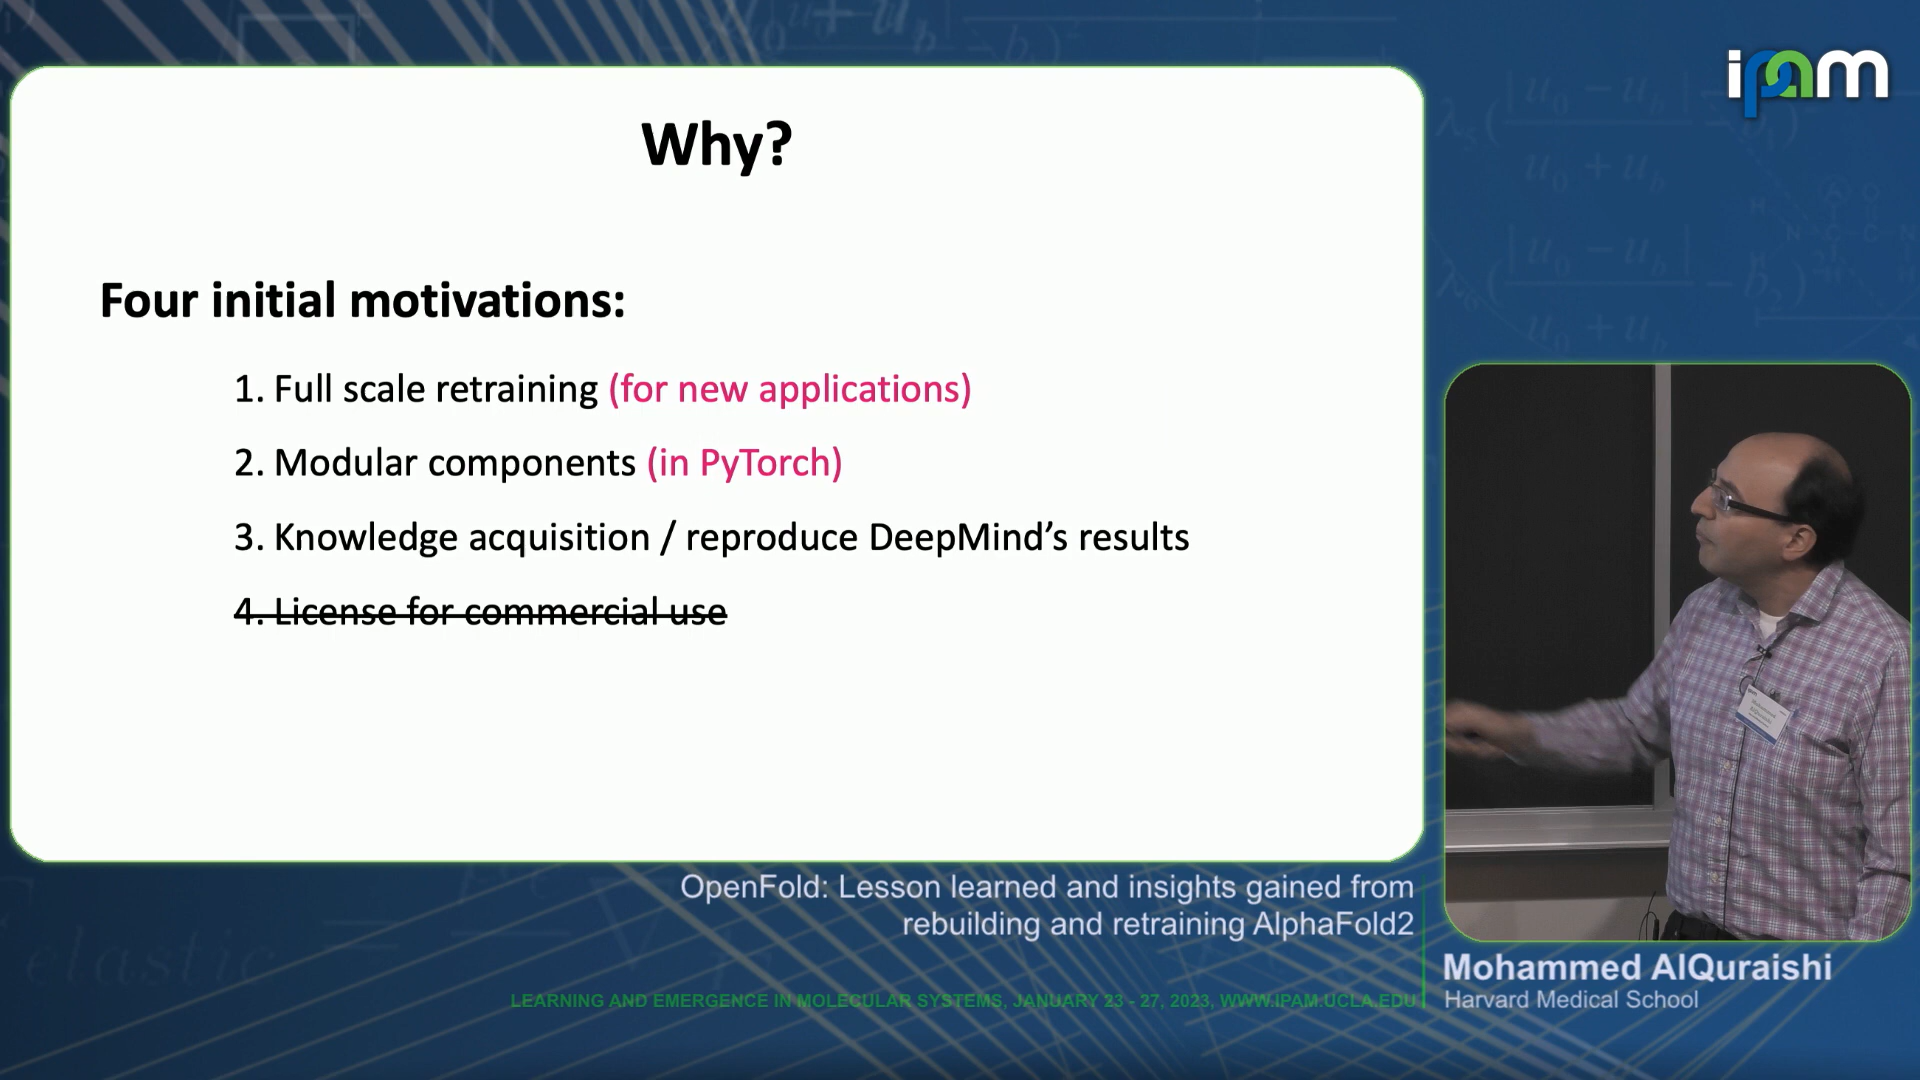 ipam
Why?
Four initial motivations:
1. Full scale retraining (for new applications)
2. Modular components (in PyTorch)
3. Knowledge acquisition / reproduce DeepMind's results
4. License for commercial use
OpenFold: Lesson learned and insights gained from
rebuilding and retraining AlphaFold2
LEARNING AND EMERGENCE IN MOLECULAR SYSTEMS, JANUARY 23 - 27, 2023, WWW.IPAM.UCLA.EDU
Mohammed AlQuraishi
Harvard Medical School
elastic